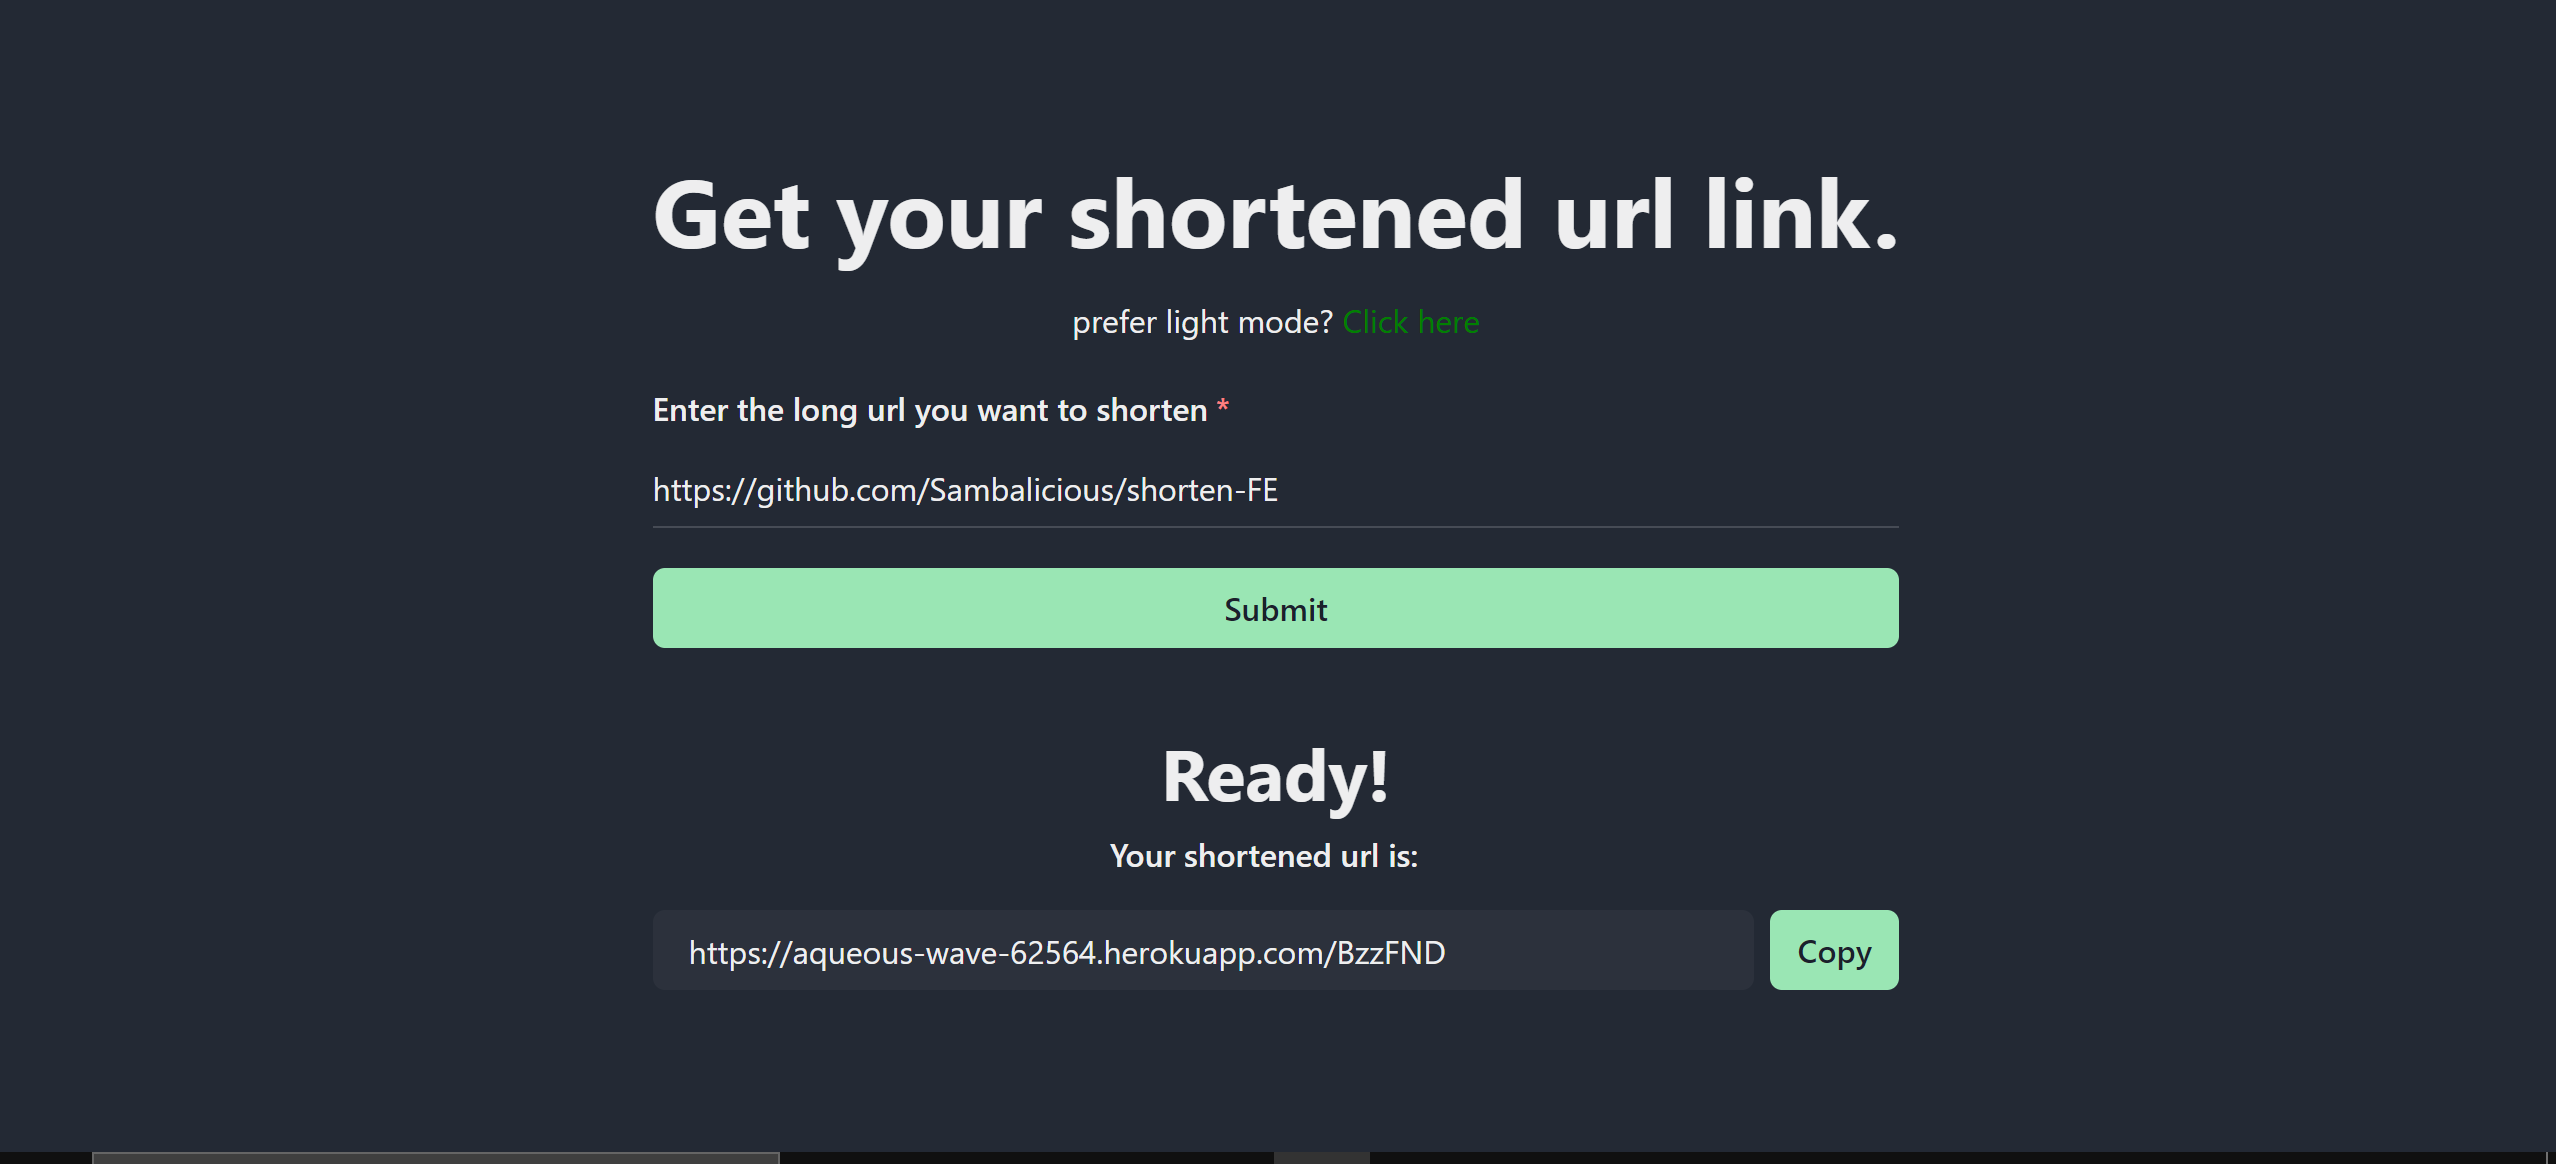 Get your shortened url link.
prefer light mode? Click here
Enter the long url you want to shorten *
https://github.com/Sambalicious/shorten-FE
Submit
Ready!
Your shortened url is:
https://aqueous-wave-62564.herokuapp.com/BzzFND
Copy